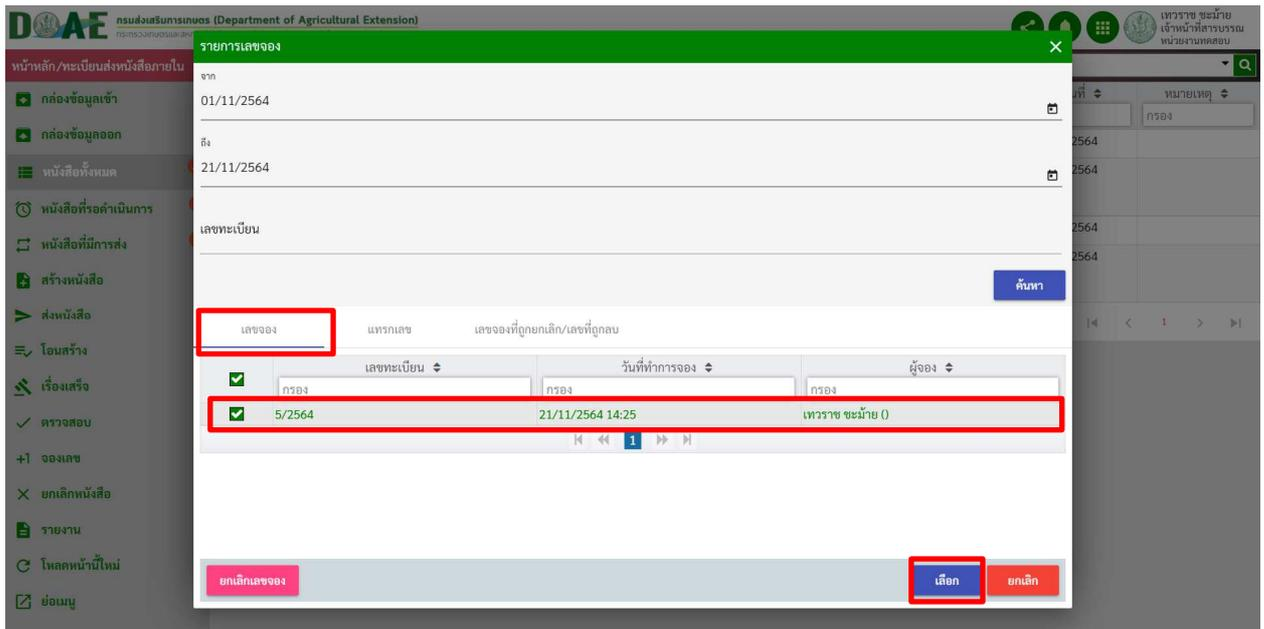 DOAE กรมส่งเสริมการเกษตร (Department of Agricultural Extension)
เทวราช ชะม้าย
เจ้าหน้าที่สารบรรณ
หน่วยงานทดสอบ
หน้าหลัก/ทะเบียนส่งหนังสือภายใน
รายการเลขจอง
จาก
01/11/2564
ถึง
21/11/2564
เลขทะเบียน
ค้นหา
เลขจอง แทรกเลข เลขจองที่ถูกยกเลิก/เลขที่ถูกลบ
เลขทะเบียน วันที่ทำการจอง ผู้จอง
กรอง กรอง กรอง
5/2564 21/11/2564 14:25 เทวราช ชะม้าย ()
1
ยกเลิกเลขจอง เลือก ยกเลิก
กล่องข้อมูลเข้า
กล่องข้อมูลออก
หนังสือทั้งหมด
หนังสือที่รอดำเนินการ
หนังสือที่มีการส่ง
สร้างหนังสือ
ส่งหนังสือ
โอนสร้าง
เรื่องเสร็จ
ตรวจสอบ
+1 จองเลข
ยกเลิกหนังสือ
รายงาน
โหลดหน้านี้ใหม่
ย่อเมนู
หมายเหตุ
กรอง
2564
2564
2564
2564
1